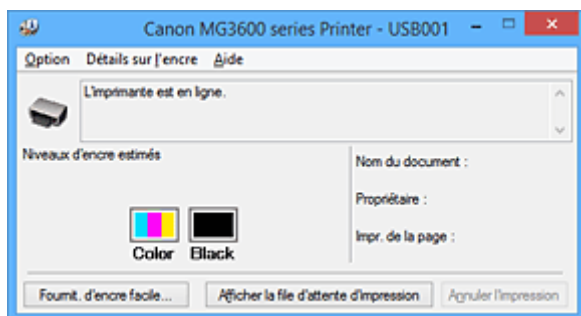 Canon MG3600 series Printer - USB001
Option Détails sur l'encre Aide
L'imprimante est en ligne.
Niveaux d'encre estimés
Nom du document :
Propriétaire :
Impr. de la page :
Color Black
Fournit. d'encre facile... Afficher la file d'attente d'impression Annuler l'impression